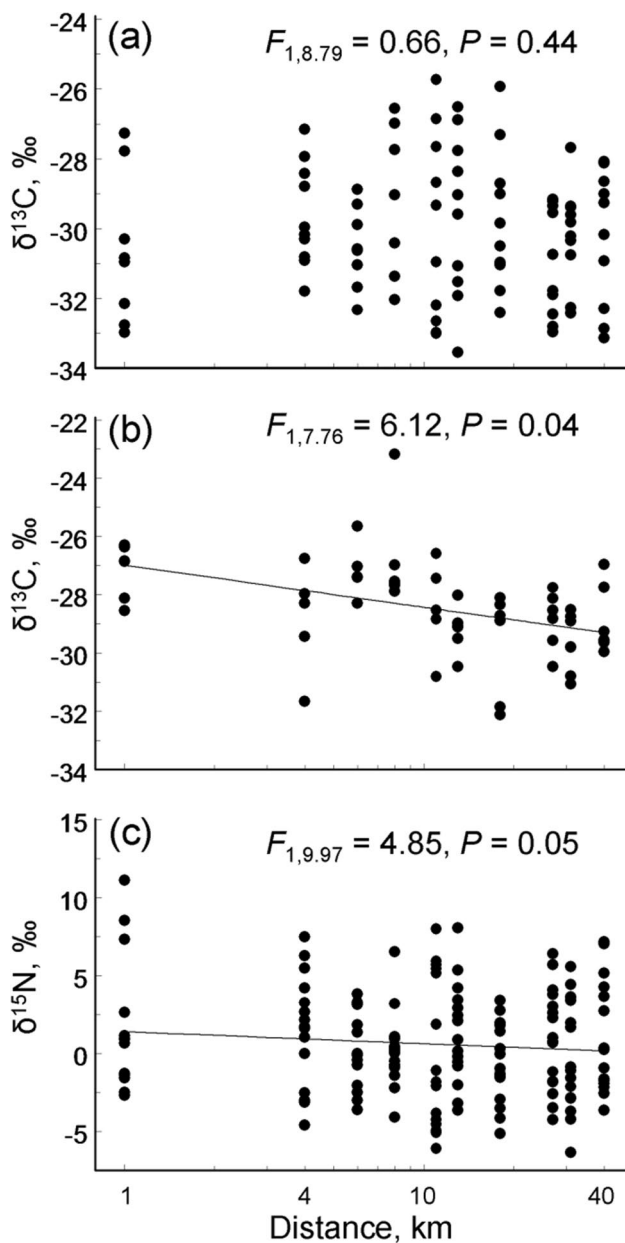 (a)
F1,8.79 = 0.66, P = 0.44
-24
-26
-28
-30
-32
-34
δ13C, ‰
(b)
F1,7.76 = 6.12, P = 0.04
-22
-24
-26
-28
-30
-32
-34
δ13C, ‰
(c)
F1,9.97 = 4.85, P = 0.05
15
10
5
0
-5
δ15N, ‰
1 4 10 40
Distance, km